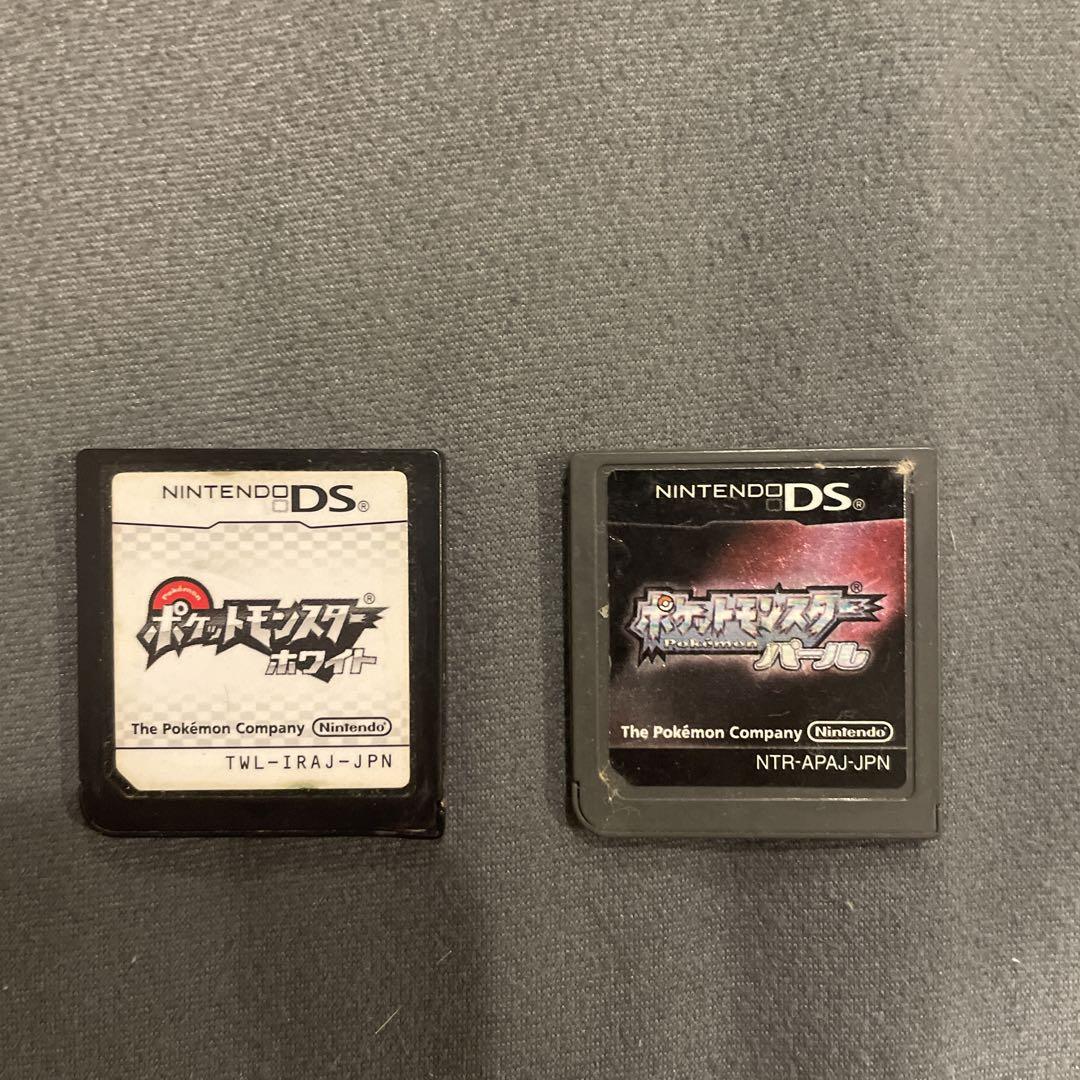 NINTENDO DS®
Pokémon
ポケットモンスター®
ホワイト
The Pokémon Company Nintendo®
TWL-IRAJ-JPN
NINTENDO DS®
ポケットモンスター®
Pokémon
パール
The Pokémon Company Nintendo®
NTR-APAJ-JPN